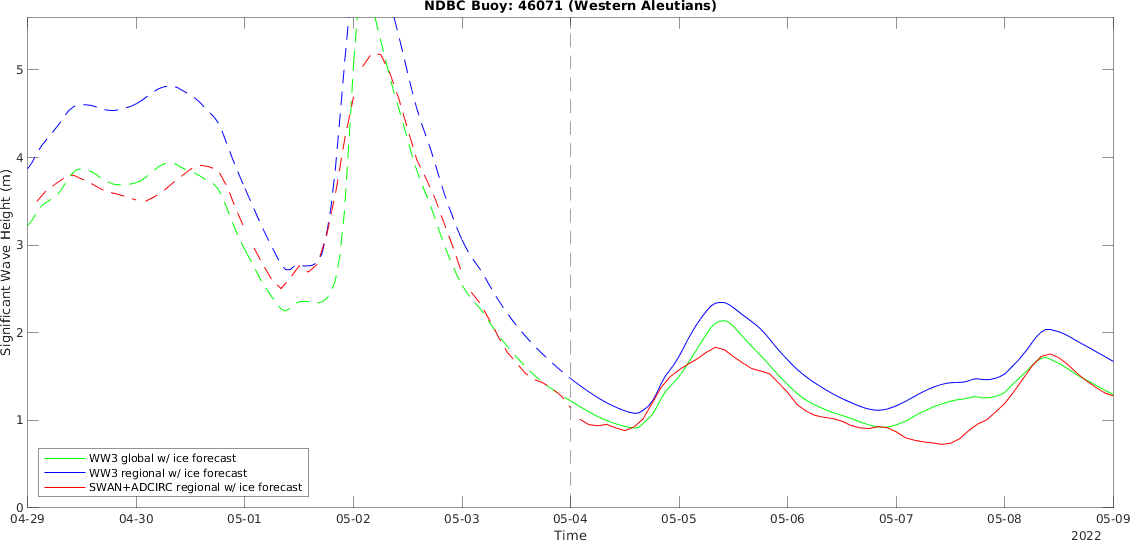 NDBC Buoy: 46071 (Western Aleutians)
5
4
3
2
1
0
Significant Wave Height (m)
WW3 global w/ ice forecast
WW3 regional w/ ice forecast
SWAN+ADCIRC regional w/ ice forecast
04-29 04-30 05-01 05-02 05-03 05-04 05-05 05-06 05-07 05-08 05-09
Time
2022